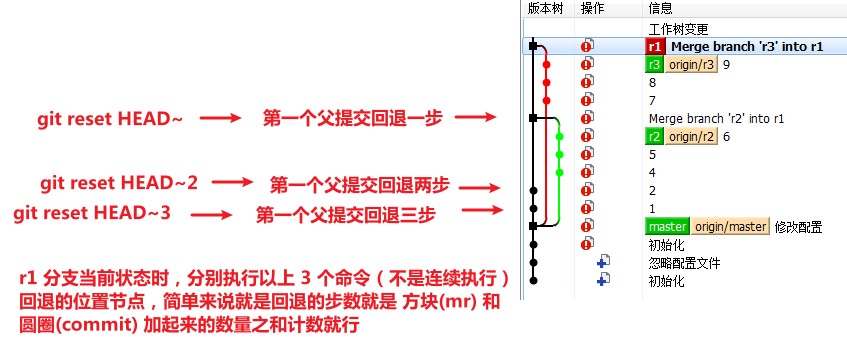 版本树 操作 信息
工作树变更
r1 Merge branch 'r3' into r1
r3 origin/r3 9
8
7
git reset HEAD~ 第一个父提交回退一步 Merge branch 'r2' into r1
r2 origin/r2 6
5
4
git reset HEAD~2 第一个父提交回退两步 2
git reset HEAD~3 第一个父提交回退三步 1
master origin/master 修改配置
初始化
忽略配置文件
初始化
r1 分支当前状态时，分别执行以上 3 个命令（不是连续执行）
回退的位置节点，简单来说就是回退的步数就是 方块(mr) 和
圆圈(commit) 加起来的数量之和计数就行